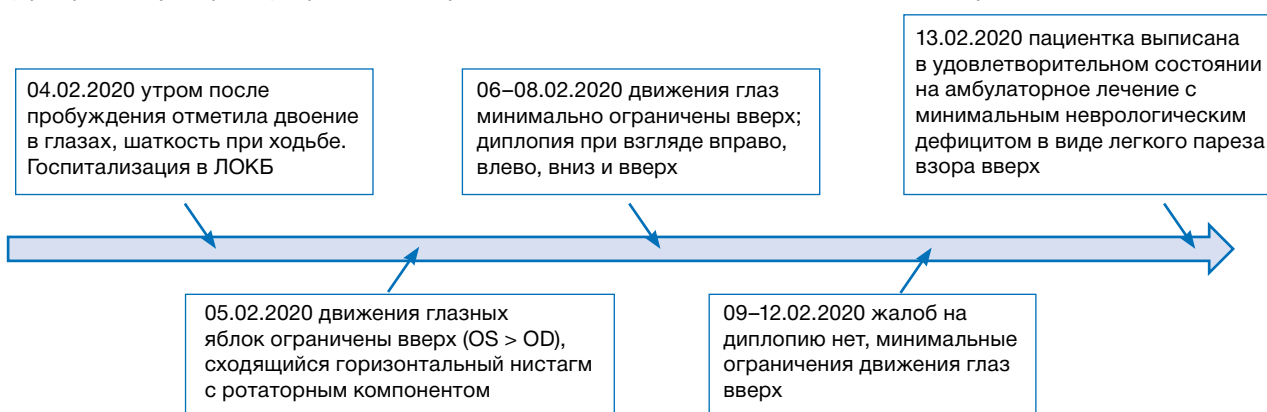 04.02.2020 утром после
пробуждения отметила двоение
в глазах, шаткость при ходьбе.
Госпитализация в ЛОКБ
05.02.2020 движения глазных
яблок ограничены вверх (OS > OD),
сходящийся горизонтальный нистагм
с ротаторным компонентом
06–08.02.2020 движения глаз
минимально ограничены вверх;
диплопия при взгляде вправо,
влево, вниз и вверх
09–12.02.2020 жалоб на
диплопию нет, минимальные
ограничения движения глаз
вверх
13.02.2020 пациентка выписана
в удовлетворительном состоянии
на амбулаторное лечение с
минимальным неврологическим
дефицитом в виде легкого пареза
взора вверх